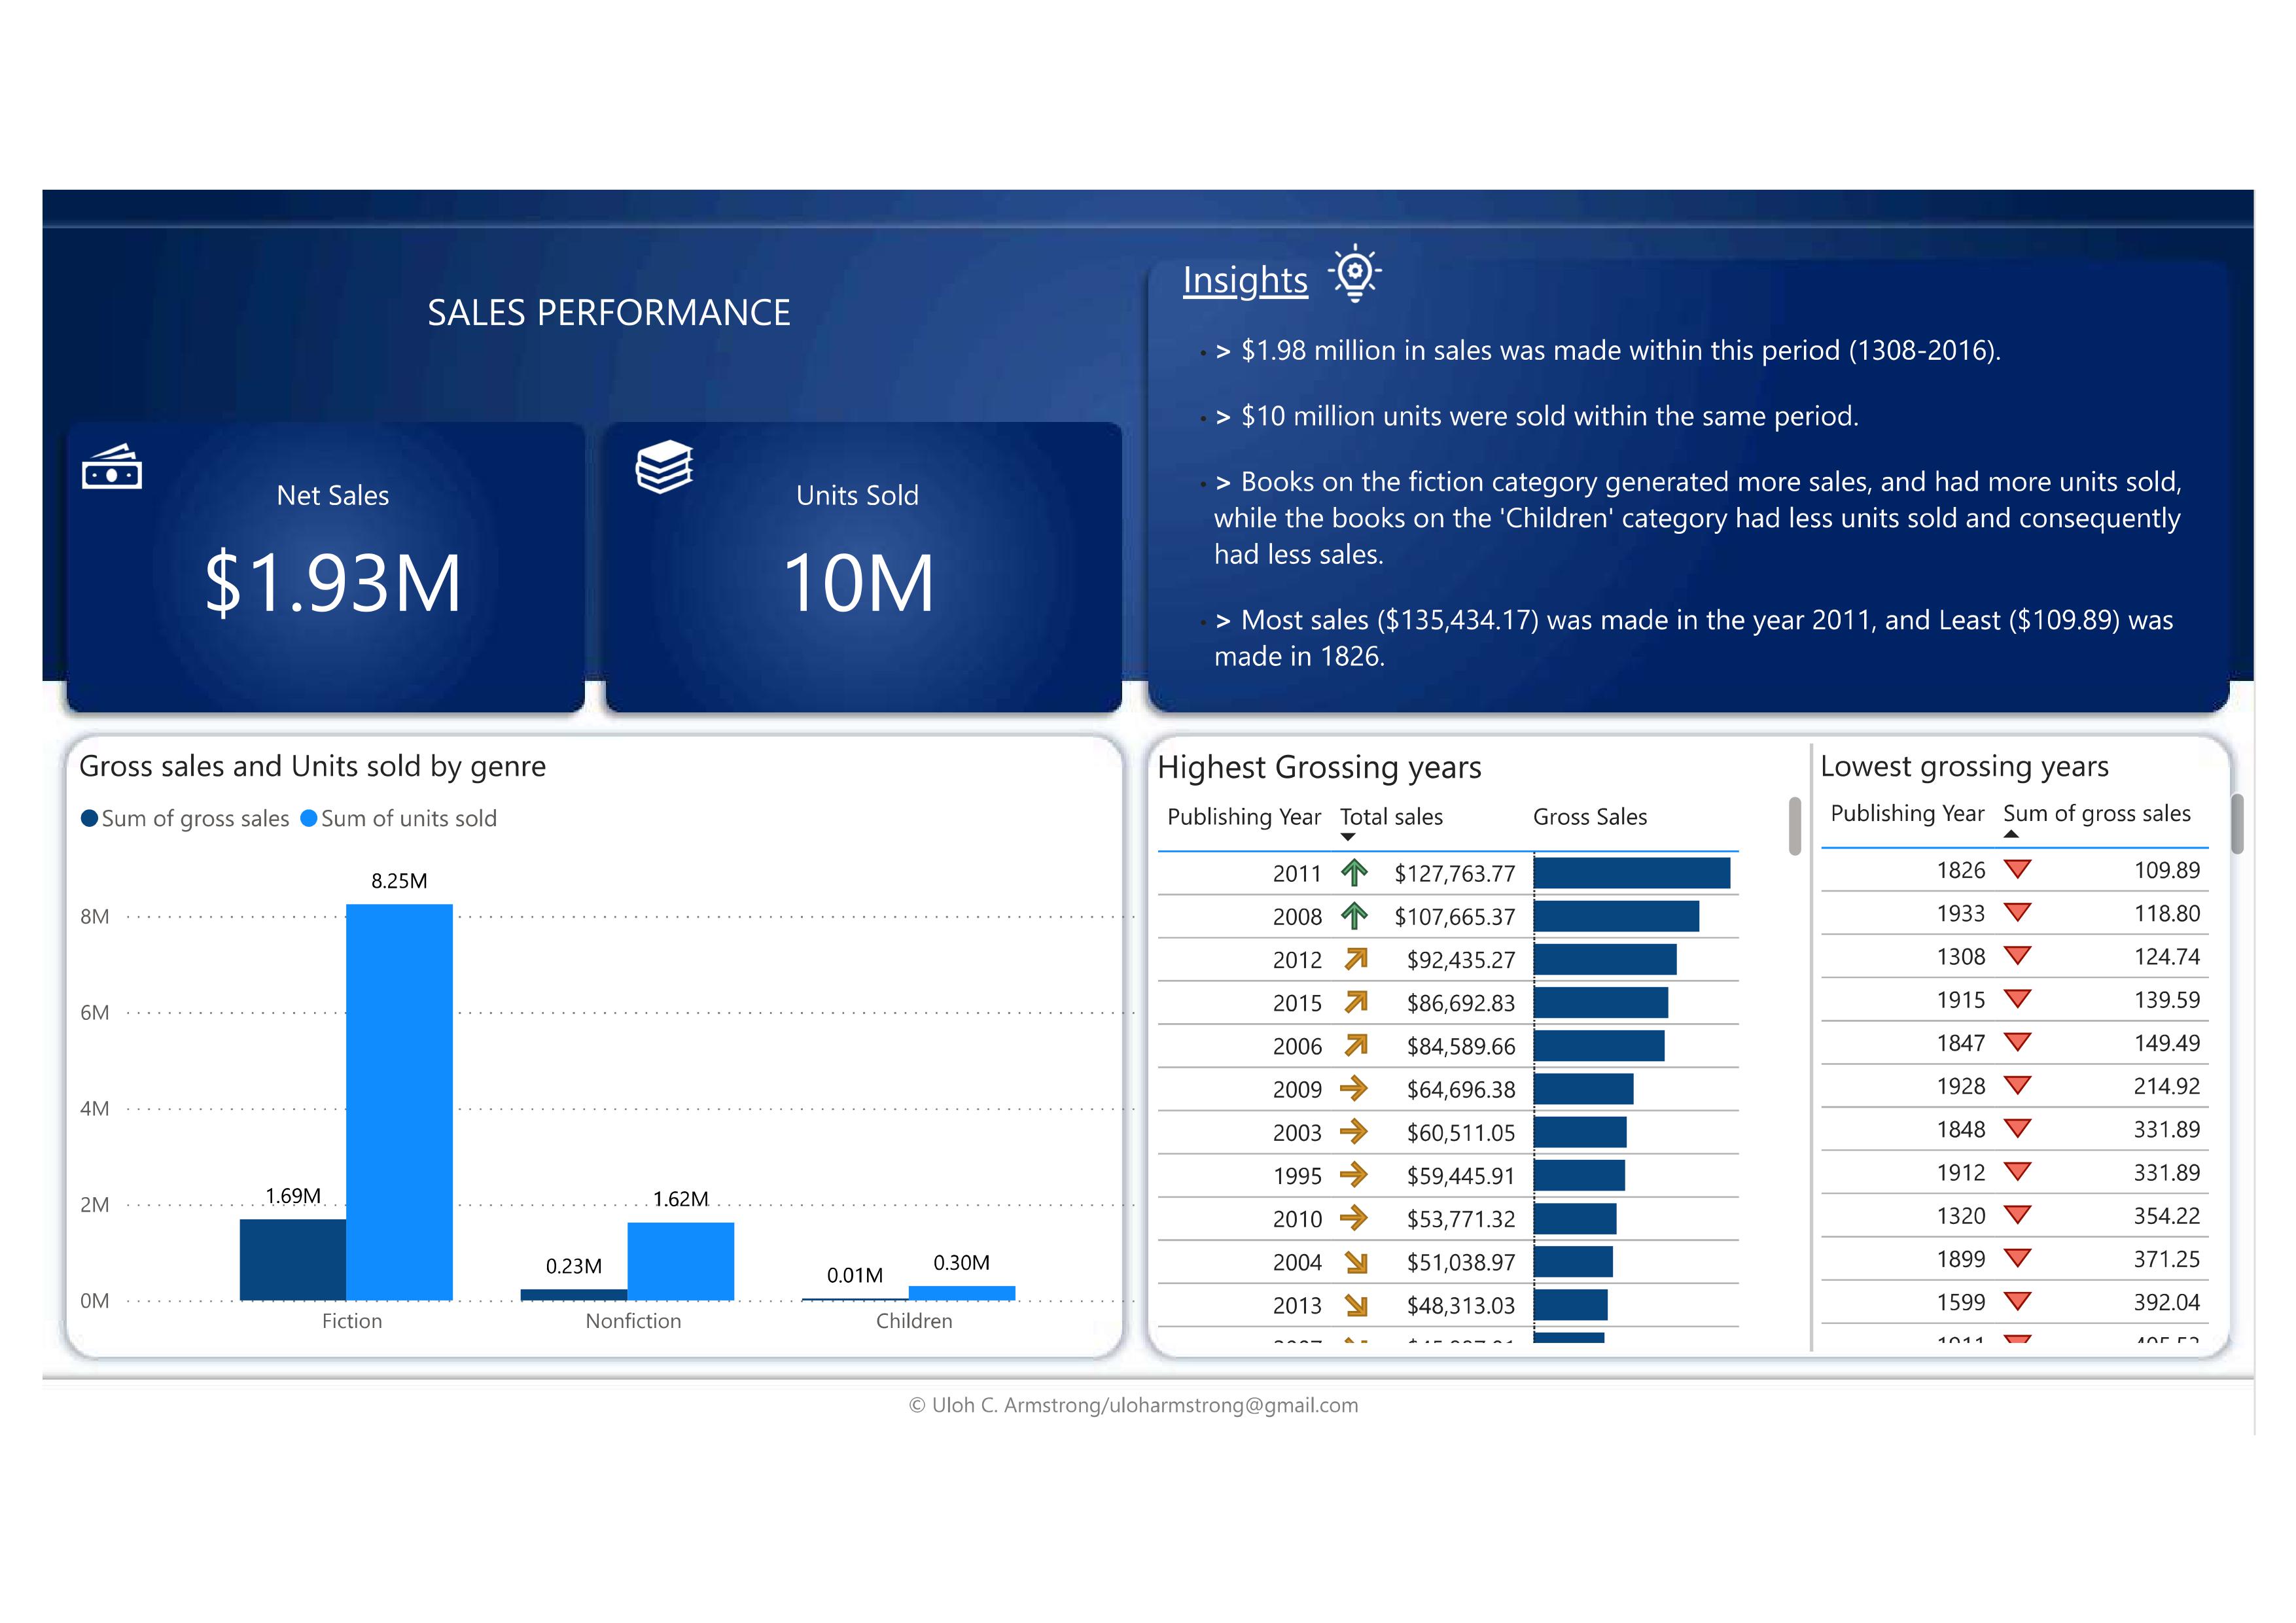 SALES PERFORMANCE
Net Sales
$1.93M
Units Sold
10M
Insights
> $1.98 million in sales was made within this period (1308-2016).
> $10 million units were sold within the same period.
> Books on the fiction category generated more sales, and had more units sold,
while the books on the 'Children' category had less units sold and consequently
had less sales.
> Most sales ($135,434.17) was made in the year 2011, and Least ($109.89) was
made in 1826.
Gross sales and Units sold by genre
Sum of gross sales Sum of units sold
8M
6M
4M
2M
0M
1.69M
8.25M
0.23M
1.62M
0.01M
0.30M
Fiction Nonfiction Children
Highest Grossing years
Publishing Year Total sales Gross Sales
2011 $127,763.77
2008 $107,665.37
2012 $92,435.27
2015 $86,692.83
2006 $84,589.66
2009 $64,696.38
2003 $60,511.05
1995 $59,445.91
2010 $53,771.32
2004 $51,038.97
2013 $48,313.03
Lowest grossing years
Publishing Year Sum of gross sales
1826 109.89
1933 118.80
1308 124.74
1915 139.59
1847 149.49
1928 214.92
1848 331.89
1912 331.89
1320 354.22
1899 371.25
1599 392.04
© Uloh C. Armstrong/uloharmstrong@gmail.com